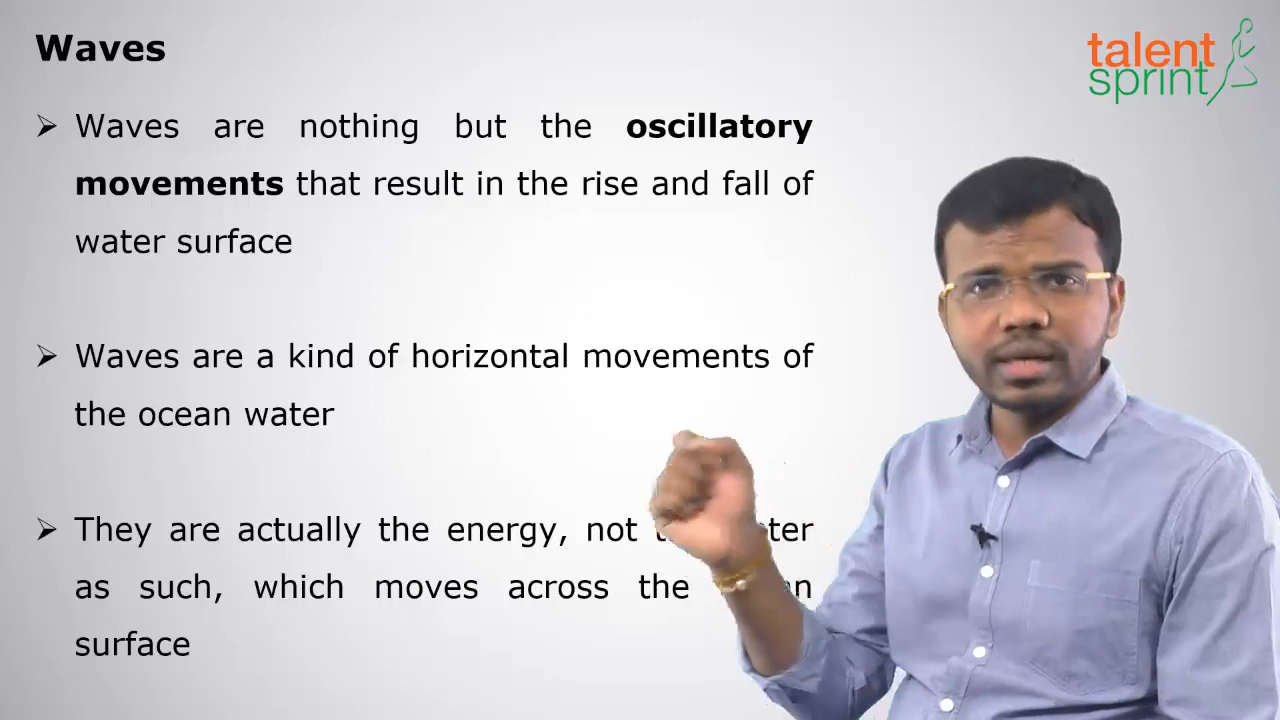 Waves
talent
sprint
➢ Waves are nothing but the oscillatory
movements that result in the rise and fall of
water surface
➢ Waves are a kind of horizontal movements of
the ocean water
➢ They are actually the energy, not
as such, which moves across the
surface